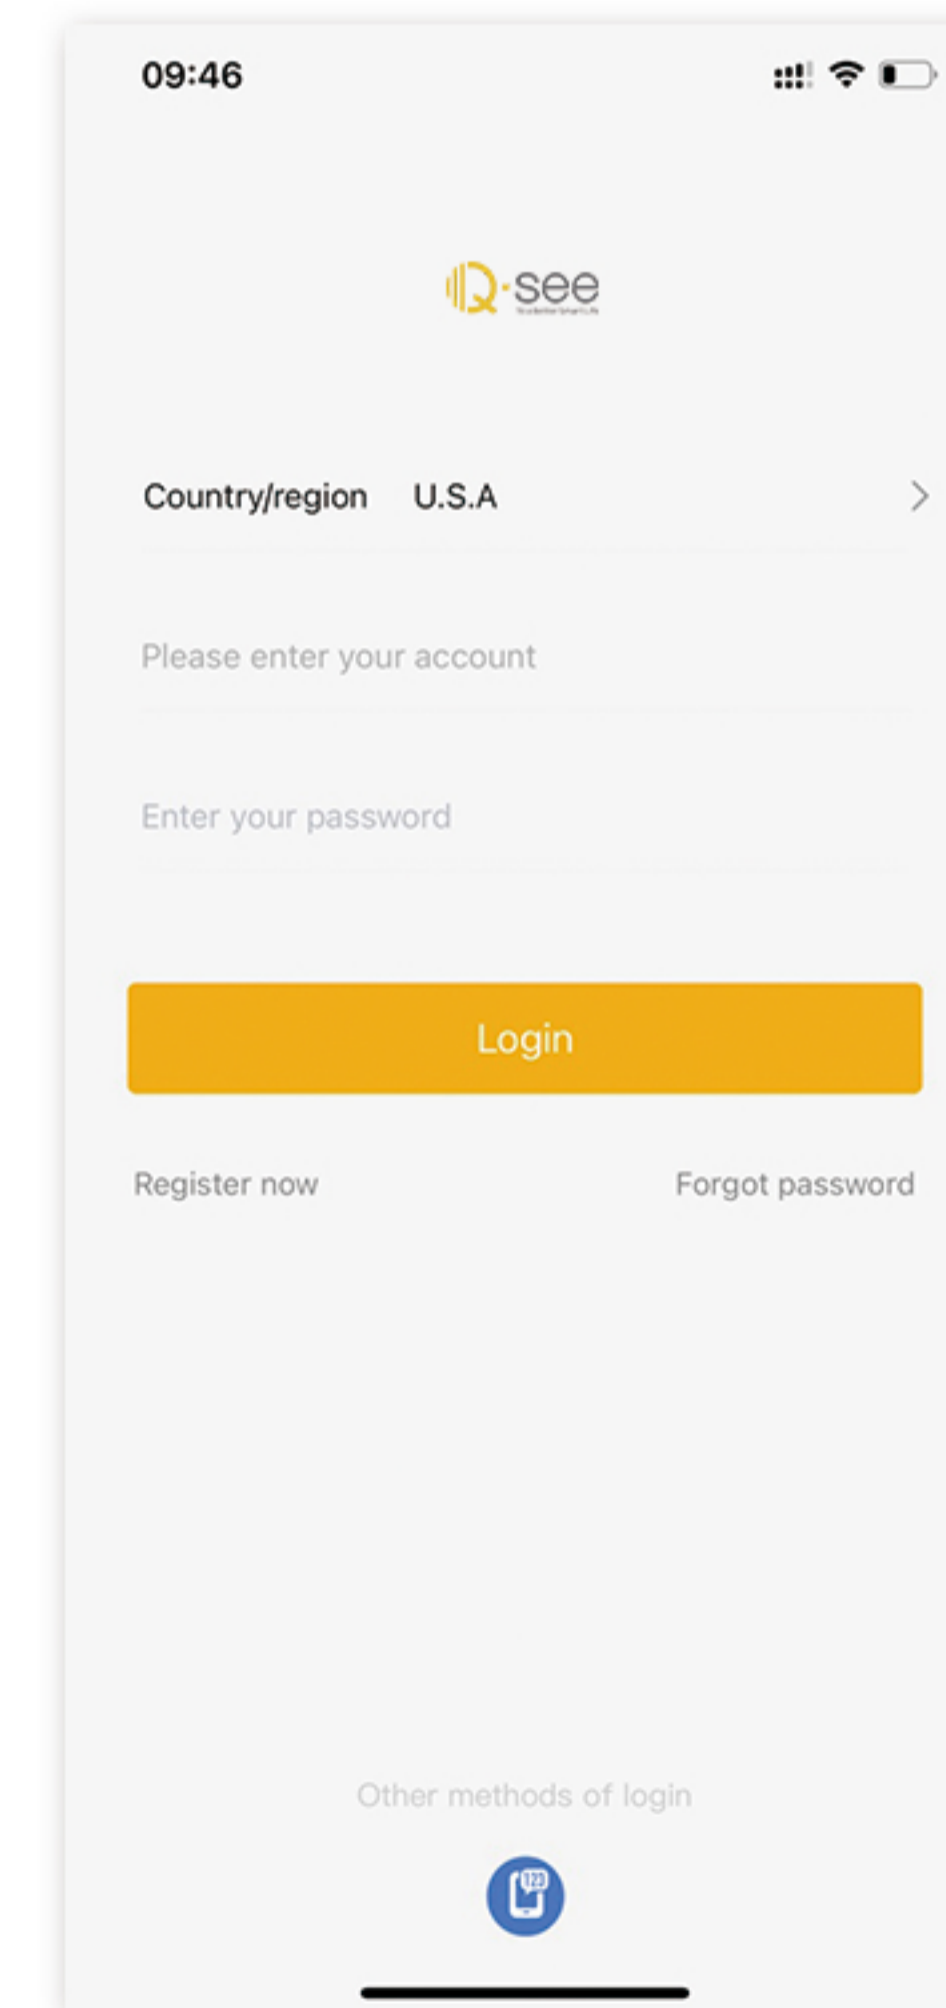 09:46
Q·see
Country/region U.S.A
Please enter your account
Enter your password
Login
Register now Forgot password
Other methods of login
123